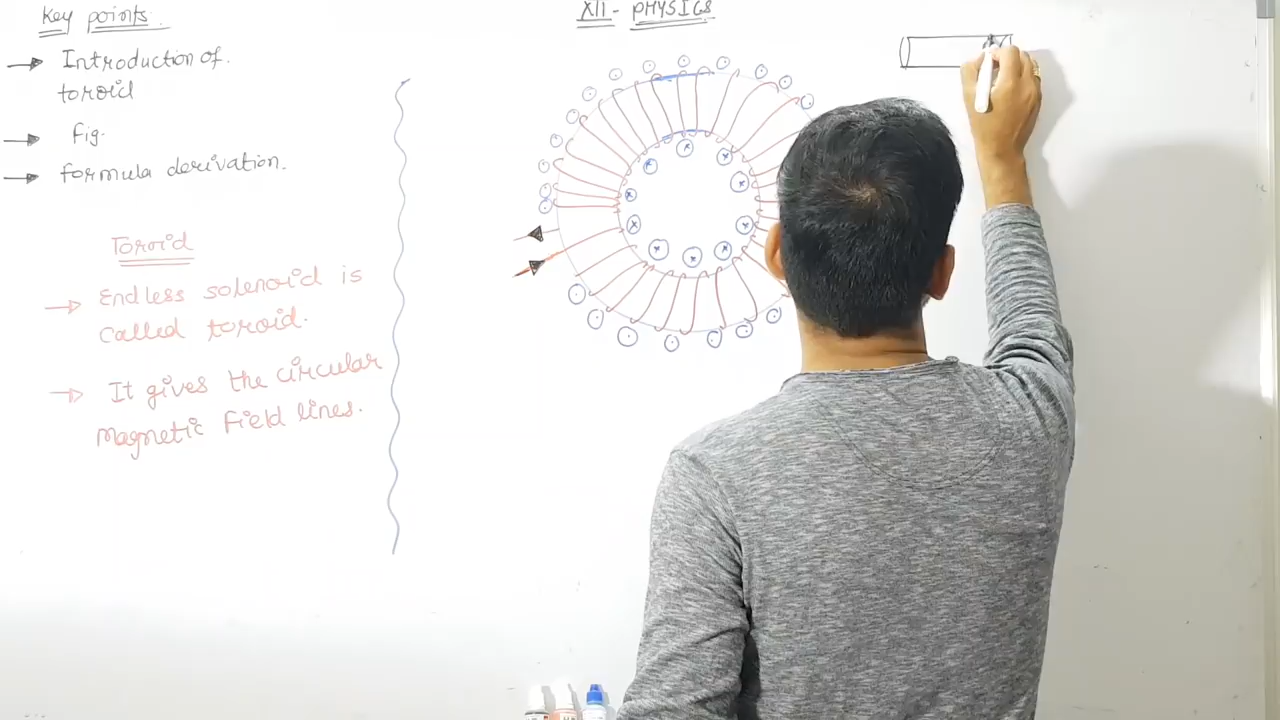 Key points.
XII - PHYSICS
Introduction of
toroid
fig.
formula derivation.
Toroid
Endless solenoid is
called toroid.
It gives the circular
Magnetic Field lines.